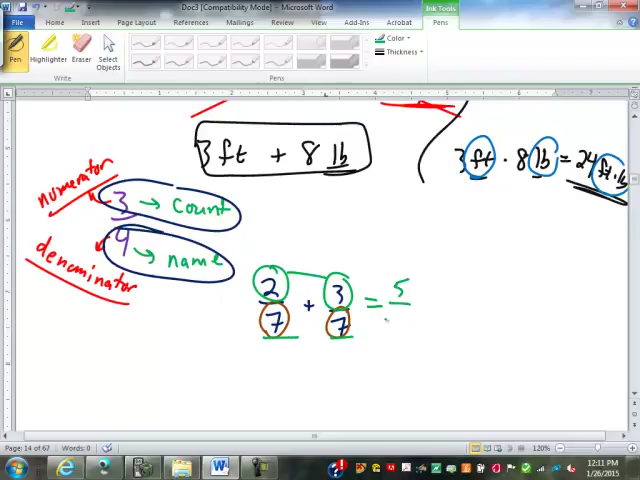 Doc3 [Compatibility Mode] - Microsoft Word
Ink Tools
File Home Insert Page Layout References Mailings Review View Add-Ins Acrobat Pens
Pen Highlighter Eraser Select Objects
Color
Thickness
Write Pens
3 ft + 8 lb
3 ft · 8 lb = 24 ft·lb
numerator
3 → Count
denominator
4 → name
2 + 3 = 5
7 7
Page: 14 of 67 Words: 0 120%
12:11 PM
1/26/2015